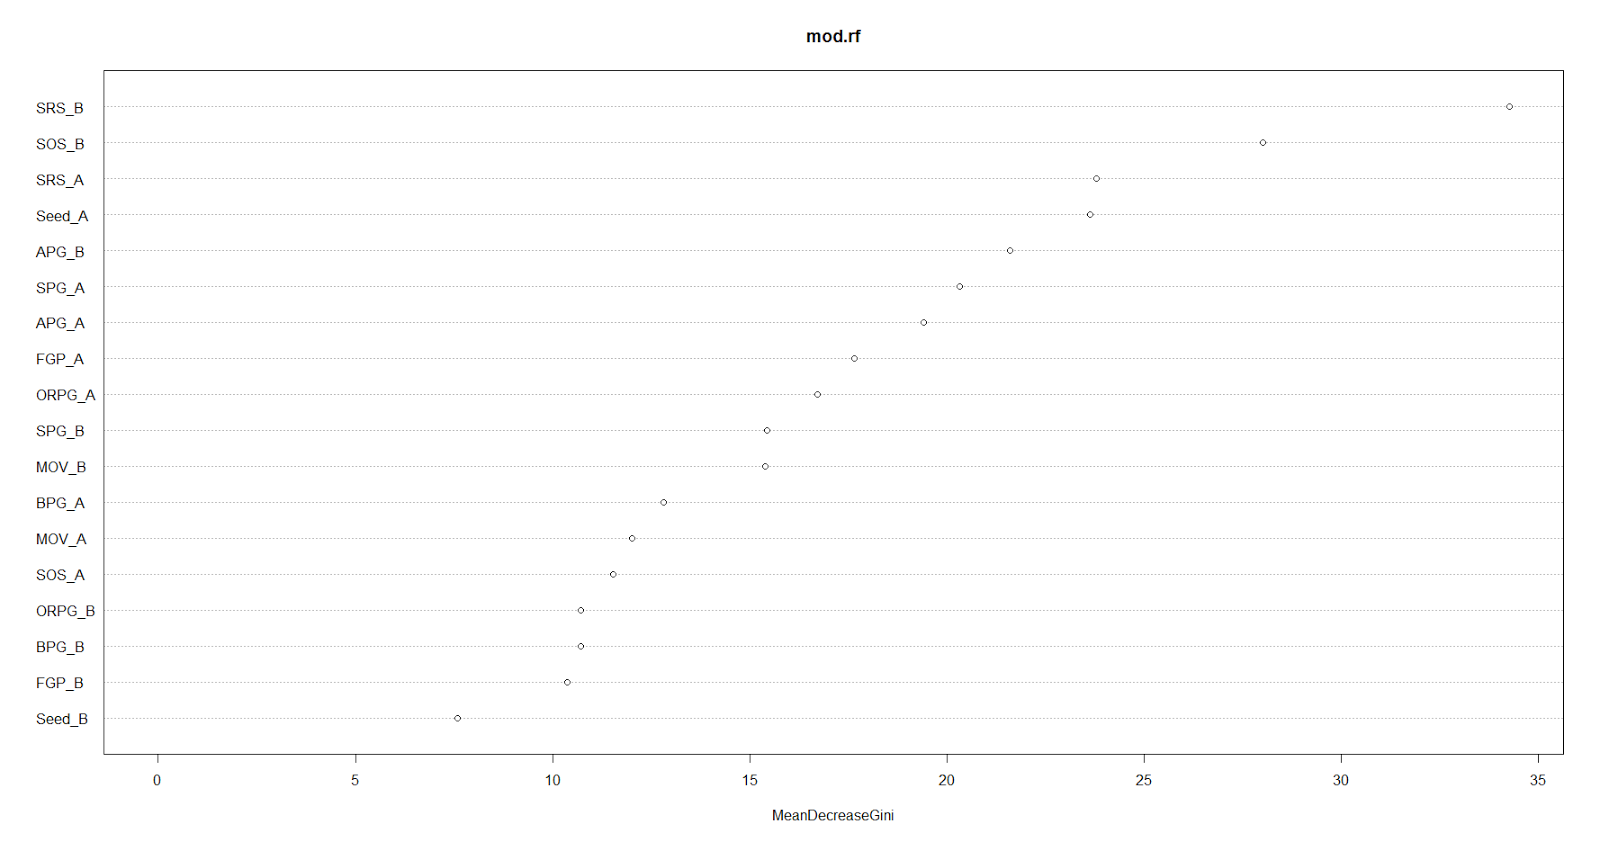 mod.rf
SRS_B
SOS_B
SRS_A
Seed_A
APG_B
SPG_A
APG_A
FGP_A
ORPG_A
SPG_B
MOV_B
BPG_A
MOV_A
SOS_A
ORPG_B
BPG_B
FGP_B
Seed_B
0 5 10 15 20 25 30 35
MeanDecreaseGini